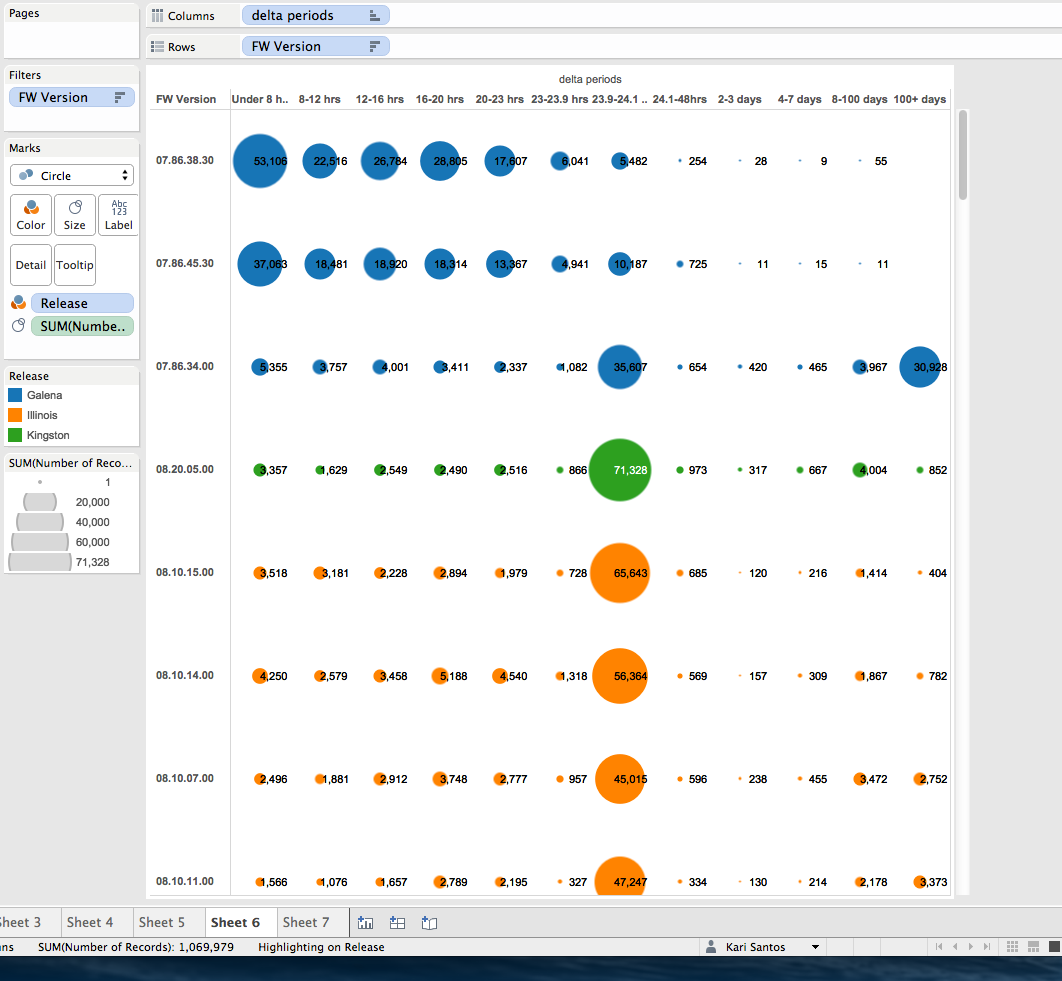 Pages
Columns
delta periods
Rows
FW Version
Filters
FW Version
Marks
Circle
Color
Size
Abc
123
Label
Detail
Tooltip
Release
SUM(Numbe..
Release
Galena
Illinois
Kingston
SUM(Number of Reco...
1
20,000
40,000
60,000
71,328
delta periods
FW Version Under 8 h.. 8-12 hrs 12-16 hrs 16-20 hrs 20-23 hrs 23-23.9 hrs 23.9-24.1 .. 24.1-48hrs 2-3 days 4-7 days 8-100 days 100+ days
07.86.38.30 53,106 22,516 26,784 28,805 17,607 6,041 5,482 254 28 9 55
07.86.45.30 37,063 18,481 18,920 18,314 13,367 4,941 10,187 725 11 15 11
07.86.34.00 5,355 3,757 4,001 3,411 2,337 1,082 35,607 654 420 465 3,967 30,928
08.20.05.00 3,357 1,629 2,549 2,490 2,516 866 71,328 973 317 667 4,004 852
08.10.15.00 3,518 3,181 2,228 2,894 1,979 728 65,643 685 120 216 1,414 404
08.10.14.00 4,250 2,579 3,458 5,188 4,540 1,318 56,364 569 157 309 1,867 782
08.10.07.00 2,496 1,881 2,912 3,748 2,777 957 45,015 596 238 455 3,472 2,752
08.10.11.00 1,566 1,076 1,657 2,789 2,195 327 47,247 334 130 214 2,178 3,373
heet 3 Sheet 4 Sheet 5 Sheet 6 Sheet 7
ns SUM(Number of Records): 1,069,979 Highlighting on Release Kari Santos